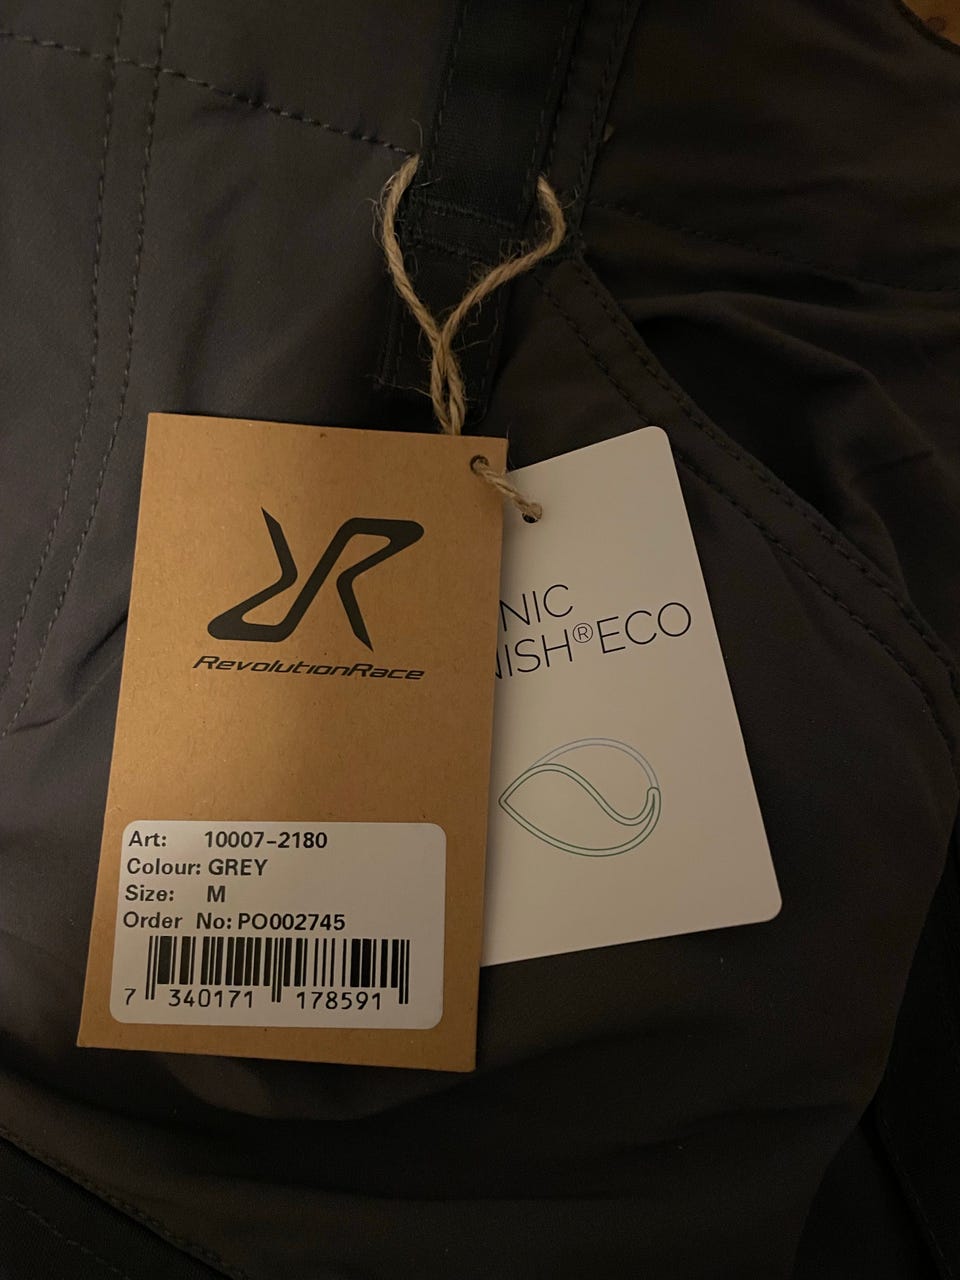 RevolutionRace
Art: 10007-2180
Colour: GREY
Size: M
Order No: PO002745
7 340171 178591
NIC
NISH®ECO